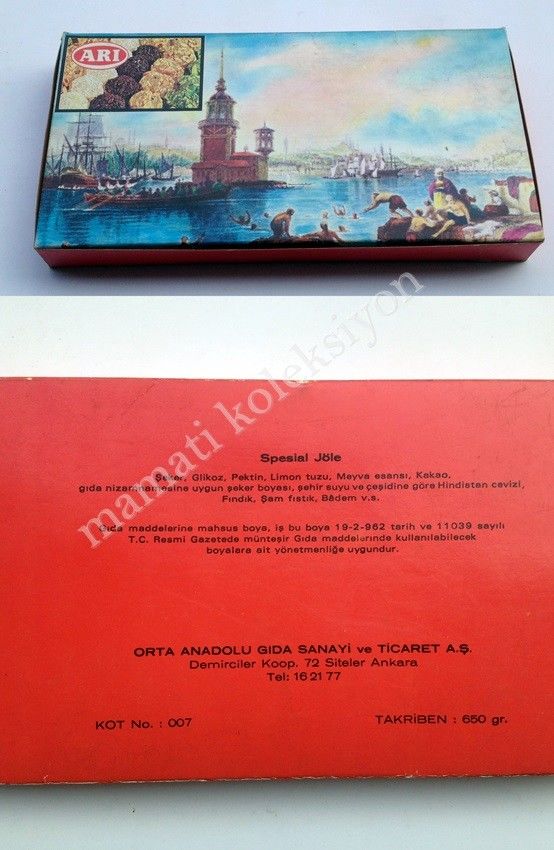 ARI
mamati koleksiyon
Spesial Jöle
Şeker, Glikoz, Pektin, Limon tuzu, Meyva esansı, Kakao,
gıda nizamnamesine uygun şeker boyası, şehir suyu ve çeşidine göre Hindistan cevizi,
Fındık, Şam fıstık, Bâdem v.s.
Gıda maddelerine mahsus boya, iş bu boya 19-2-962 tarih ve 11039 sayılı
T.C. Resmi Gazetede münteşir Gıda maddelerinde kullanılabilecek
boyalara ait yönetmenliğe uygundur.
ORTA ANADOLU GIDA SANAYİ ve TİCARET A.Ş.
Demirciler Koop. 72 Siteler Ankara
Tel: 16 21 77
KOT No. : 007
TAKRİBEN : 650 gr.